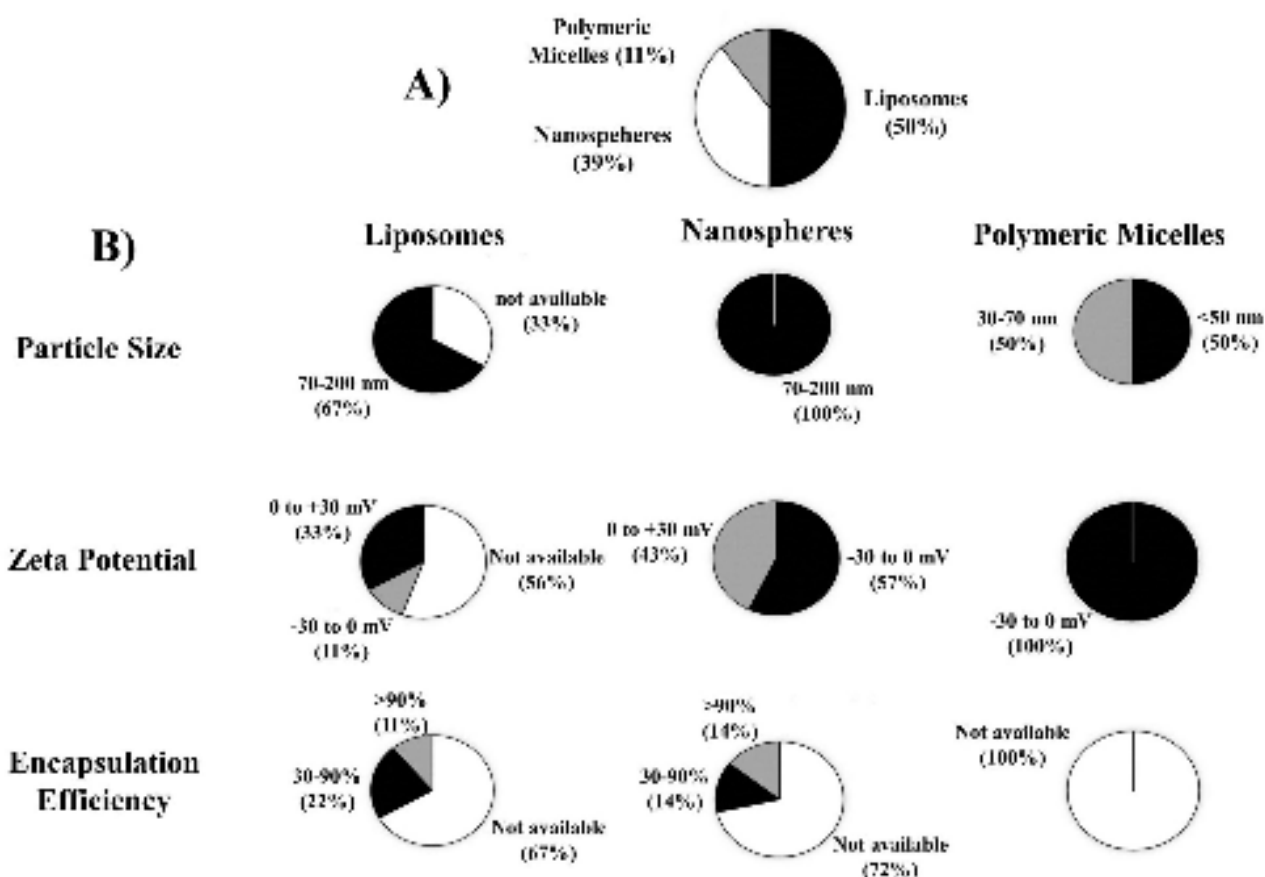 A)
Polymeric
Micelles (11%)
Liposomes
(50%)
Nanospeheres
(39%)
B)
Liposomes
Nanospheres
Polymeric Micelles
Particle Size
not available
(33%)
70-200 nm
(67%)
70-200 nm
(100%)
30-70 nm
(50%)
<50 nm
(50%)
Zeta Potential
0 to +30 mV
(33%)
Not available
(56%)
-30 to 0 mV
(11%)
0 to +30 mV
(43%)
-30 to 0 mV
(57%)
-30 to 0 mV
(100%)
Encapsulation
Efficiency
>90%
(11%)
30-90%
(22%)
Not available
(67%)
>90%
(14%)
30-90%
(14%)
Not available
(72%)
Not available
(100%)